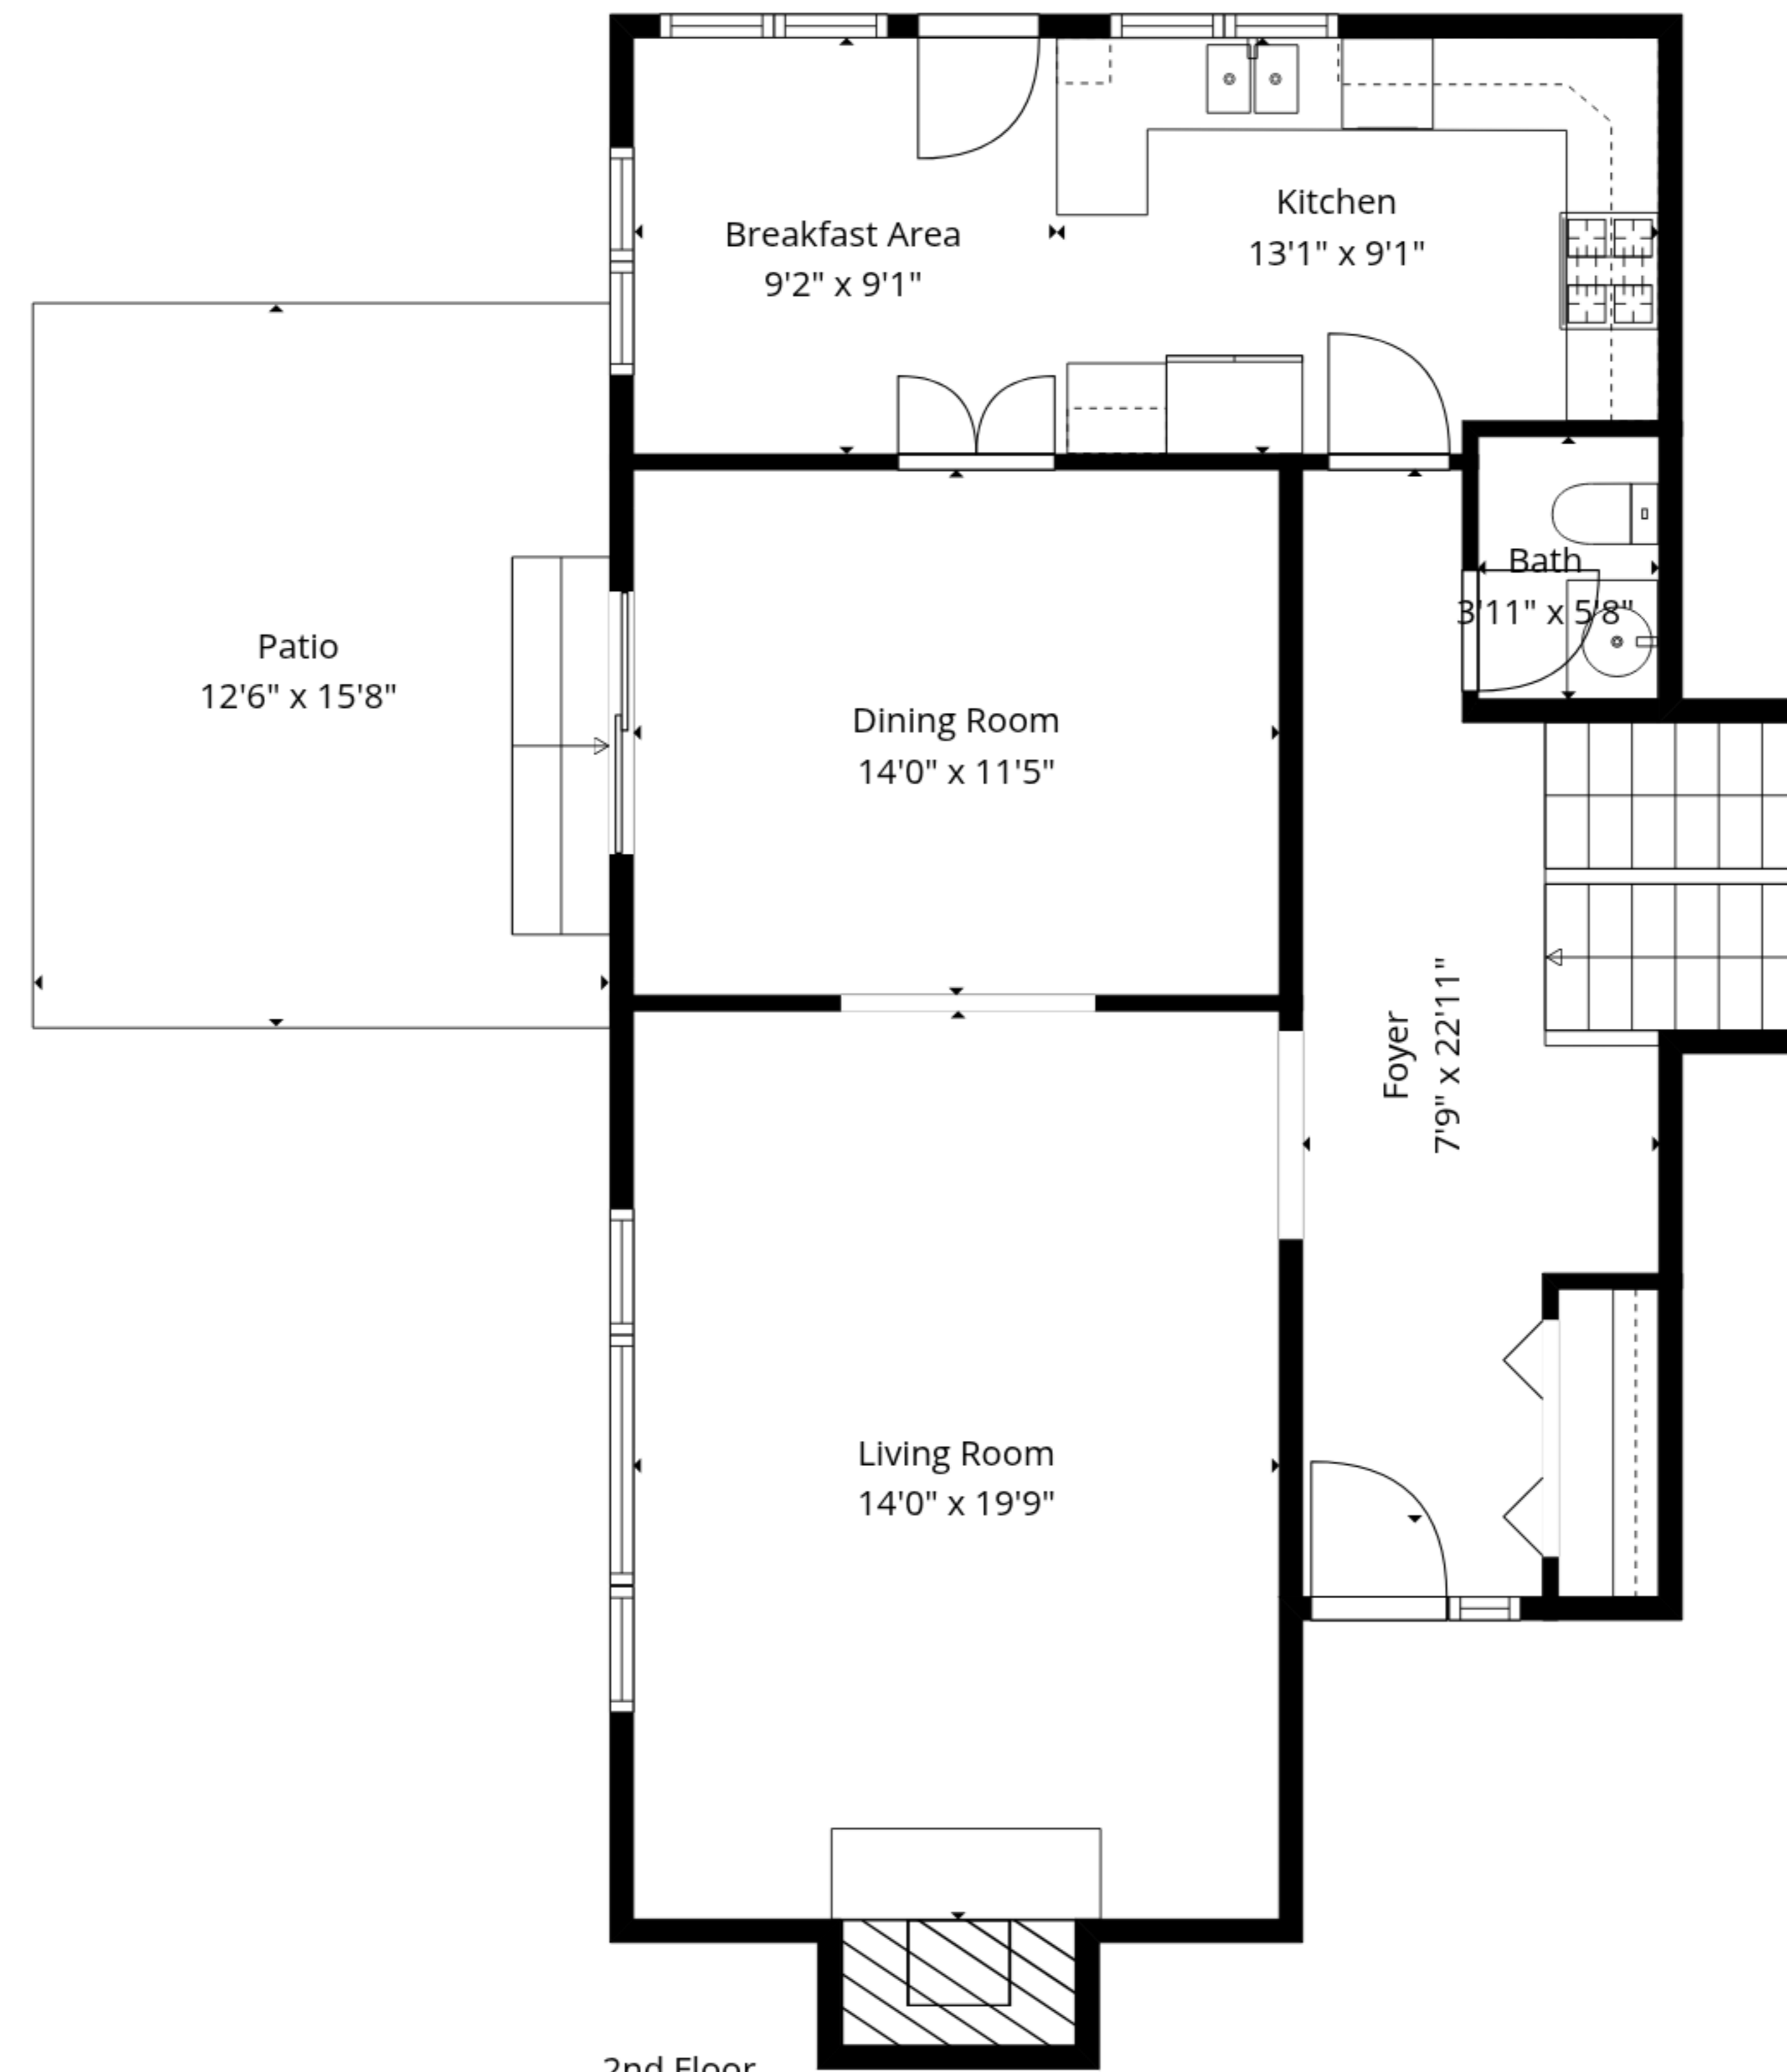 Kitchen
13'1" x 9'1"
Breakfast Area
9'2" x 9'1"
Bath
3'11" x 5'8"
Patio
12'6" x 15'8"
Dining Room
14'0" x 11'5"
Foyer
7'9" x 22'11"
Living Room
14'0" x 19'9"
2nd Floor